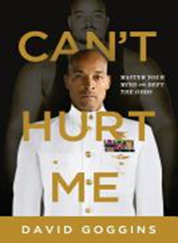 CAN'T
MASTER YOUR
MIND AND DEFY
THE ODDS
HURT
ME
DAVID GOGGINS